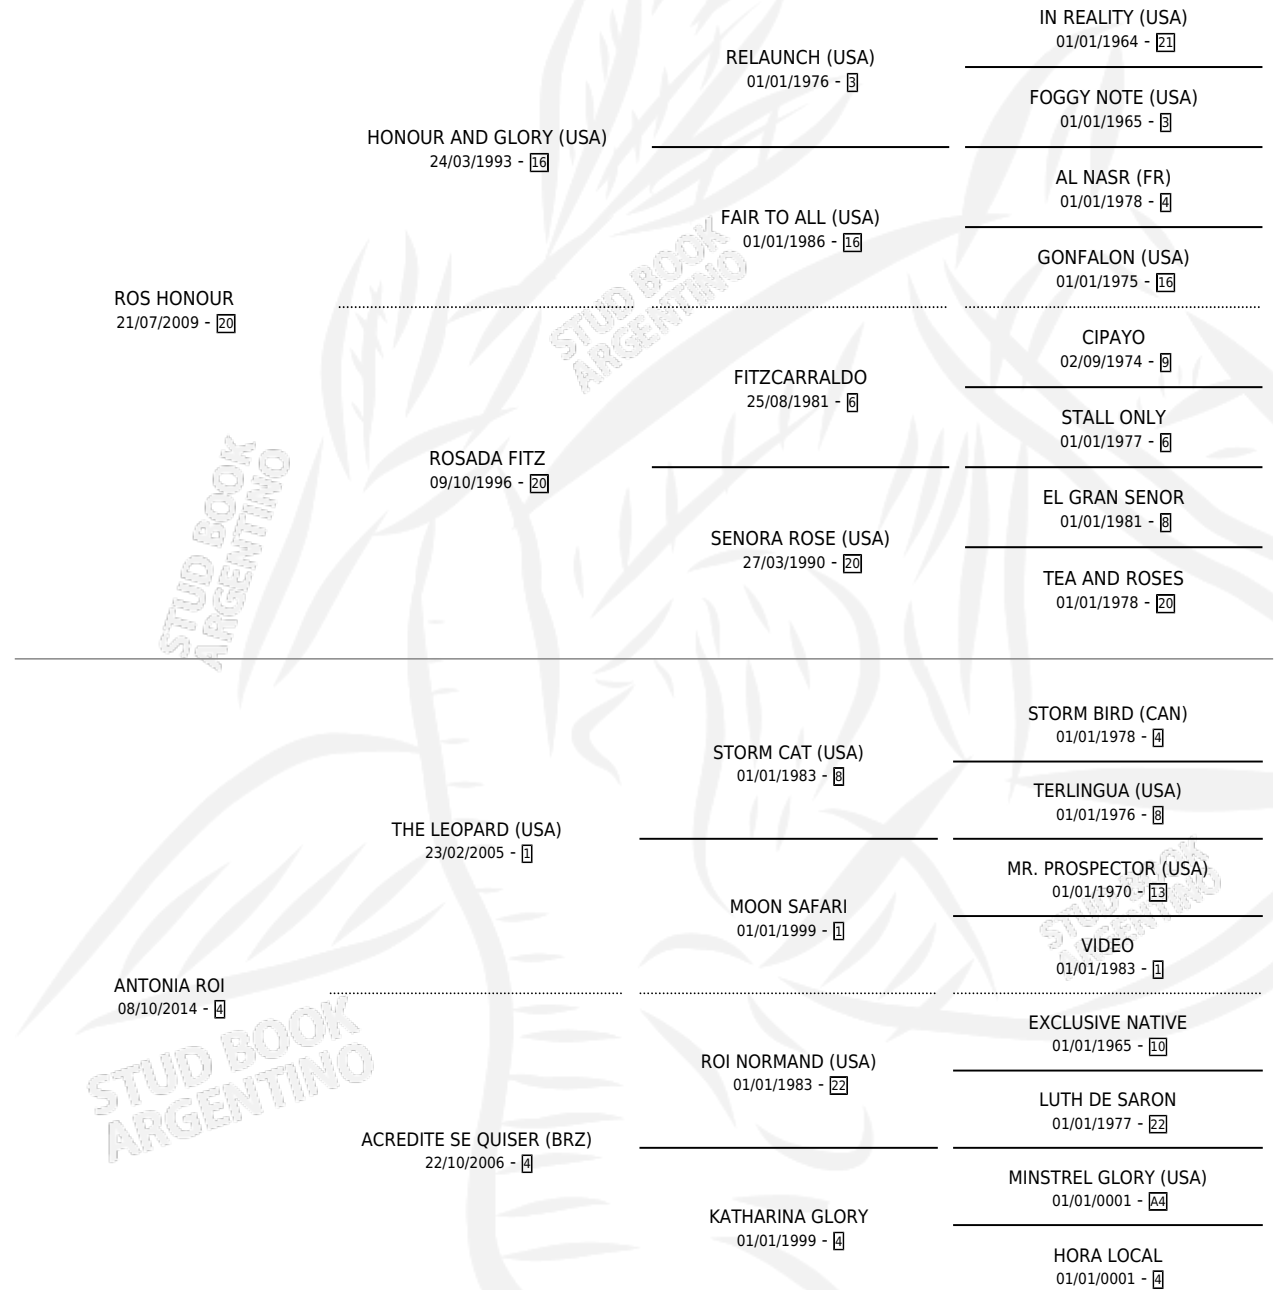 IN REALITY (USA)
01/01/1964 - 21
RELAUNCH (USA)
01/01/1976 - 3
FOGGY NOTE (USA)
01/01/1965 - 3
HONOUR AND GLORY (USA)
24/03/1993 - 16
AL NASR (FR)
01/01/1978 - 4
FAIR TO ALL (USA)
01/01/1986 - 16
GONFALON (USA)
01/01/1975 - 16
STUD BOOK
ARGENTINO
ROS HONOUR
21/07/2009 - 20
CIPAYO
02/09/1974 - 9
FITZCARRALDO
25/08/1981 - 6
STALL ONLY
01/01/1977 - 6
ROSADA FITZ
09/10/1996 - 20
EL GRAN SENOR
01/01/1981 - 8
SENORA ROSE (USA)
27/03/1990 - 20
TEA AND ROSES
01/01/1978 - 20
STUD BOOK
ARGENTINO
STORM BIRD (CAN)
01/01/1978 - 4
STORM CAT (USA)
01/01/1983 - 8
TERLINGUA (USA)
01/01/1976 - 8
THE LEOPARD (USA)
23/02/2005 - 1
MR. PROSPECTOR (USA)
01/01/1970 - 13
MOON SAFARI
01/01/1999 - 1
STUD BOOK
ARGENTINO
VIDEO
01/01/1983 - 1
ANTONIA ROI
08/10/2014 - 4
EXCLUSIVE NATIVE
01/01/1965 - 10
ROI NORMAND (USA)
01/01/1983 - 22
STUD BOOK
ARGENTINO
LUTH DE SARON
01/01/1977 - 22
ACREDITE SE QUISER (BRZ)
22/10/2006 - 4
MINSTREL GLORY (USA)
01/01/0001 - A4
KATHARINA GLORY
01/01/1999 - 4
HORA LOCAL
01/01/0001 - 4